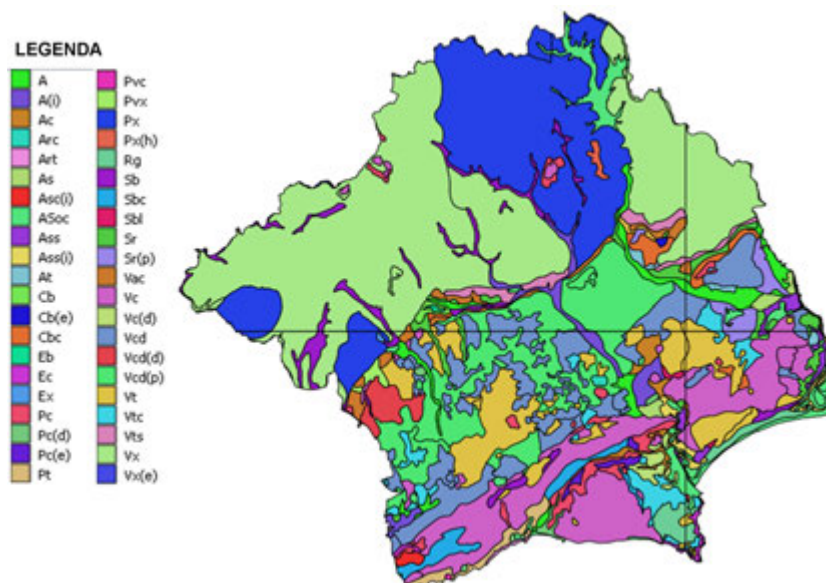 LEGENDA
A
A(i)
Ac
Arc
Art
As
Asc(i)
ASoc
Ass
Ass(i)
At
Cb
Cb(e)
Cbc
Eb
Ec
Ex
Pc
Pc(d)
Pc(e)
Pt
Pvc
Pvx
Px
Px(h)
Rg
Sb
Sbc
Sbl
Sr
Sr(p)
Vac
Vc
Vc(d)
Vcd
Vcd(d)
Vcd(p)
Vt
Vtc
Vts
Vx
Vx(e)